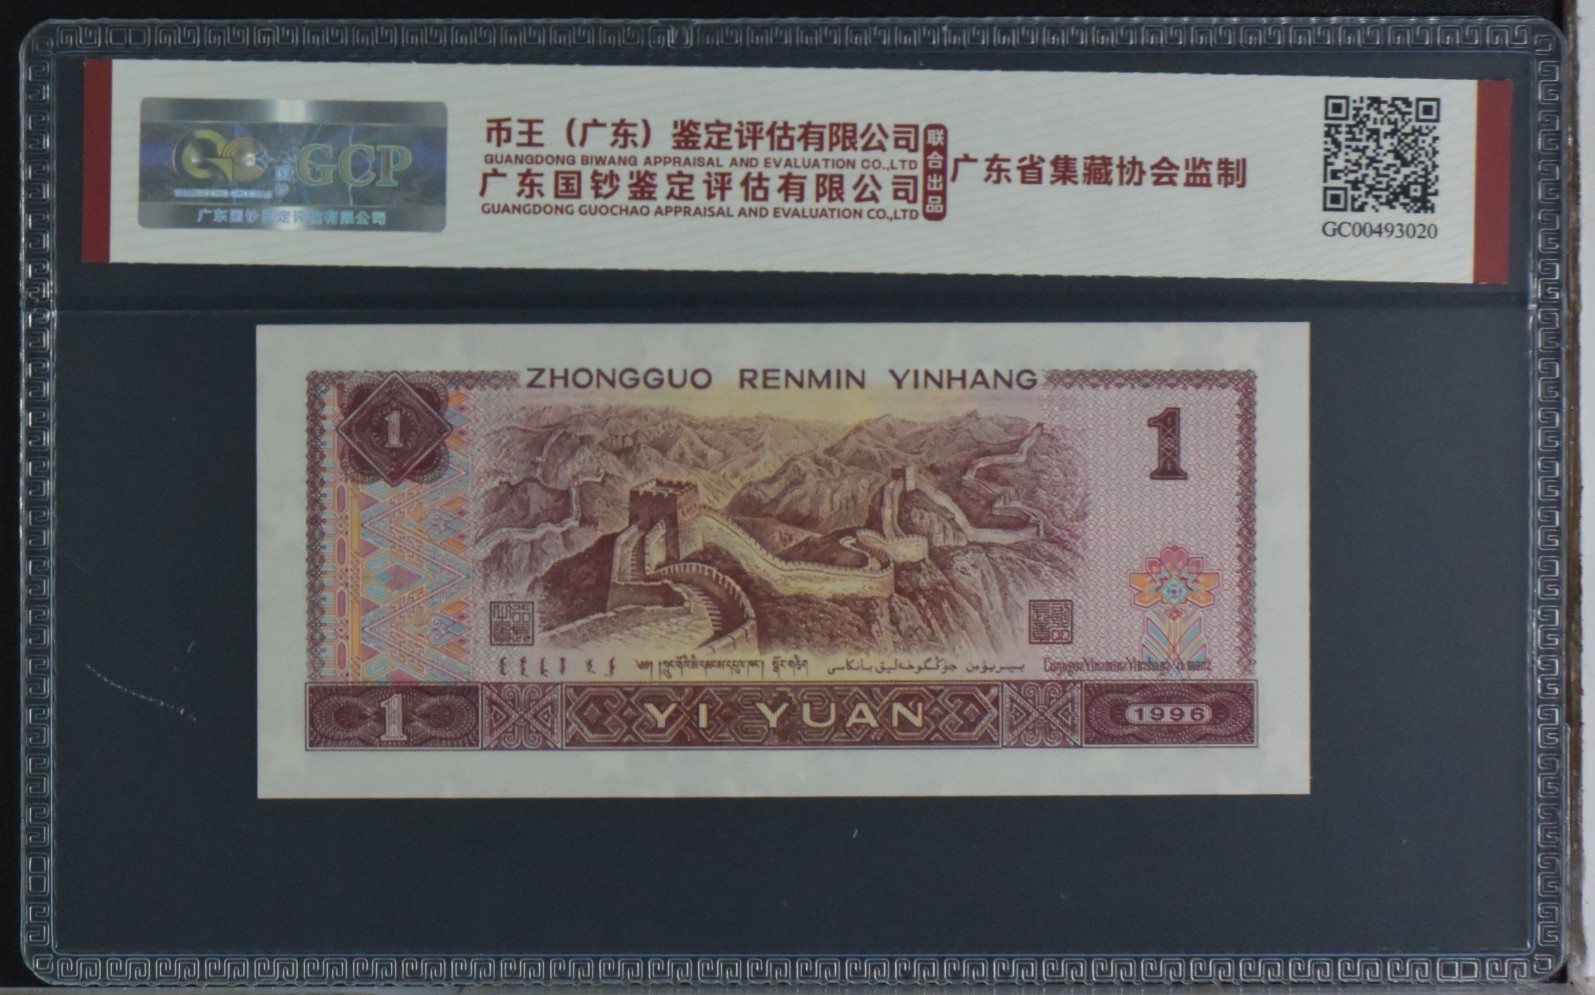 币王（广东）鉴定评估有限公司
GUANGDONG BIWANG APPRAISAL AND EVALUATION CO.,LTD
广东国钞鉴定评估有限公司
GUANGDONG GUOCHAO APPRAISAL AND EVALUATION CO.,LTD
联合出品
广东省集藏协会监制
GCP
广东国钞鉴定评估有限公司
GC00493020
ZHONGGUO RENMIN YINHANG
1
1
1
YI YUAN
1996